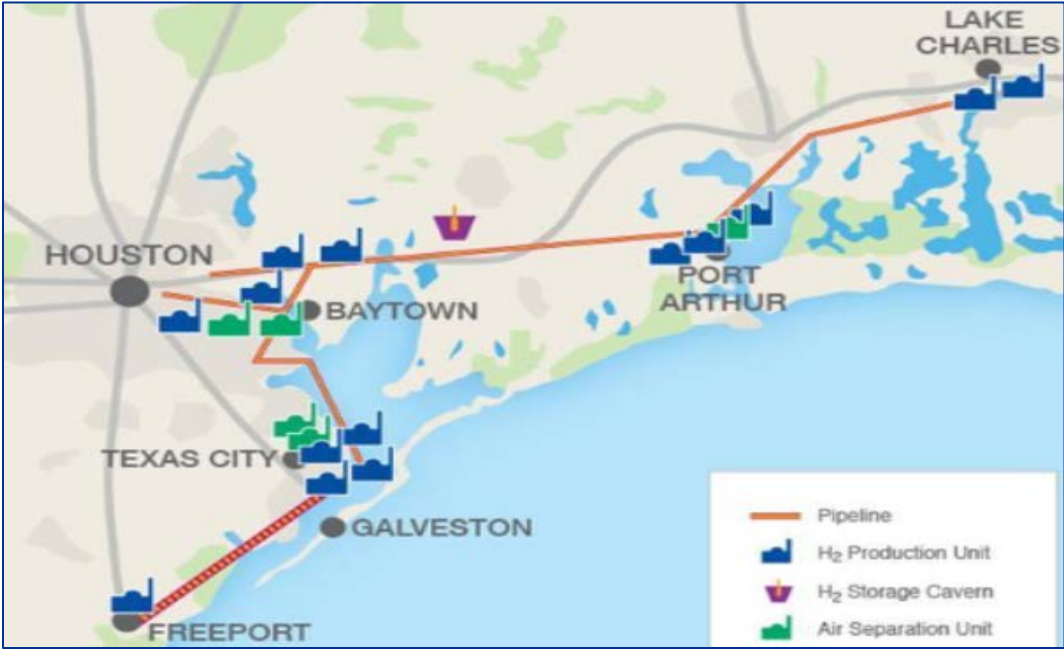 LAKE
CHARLES
HOUSTON
BAYTOWN
PORT
ARTHUR
TEXAS CITY
GALVESTON
FREEPORT
Pipeline
H₂ Production Unit
H₂ Storage Cavern
Air Separation Unit